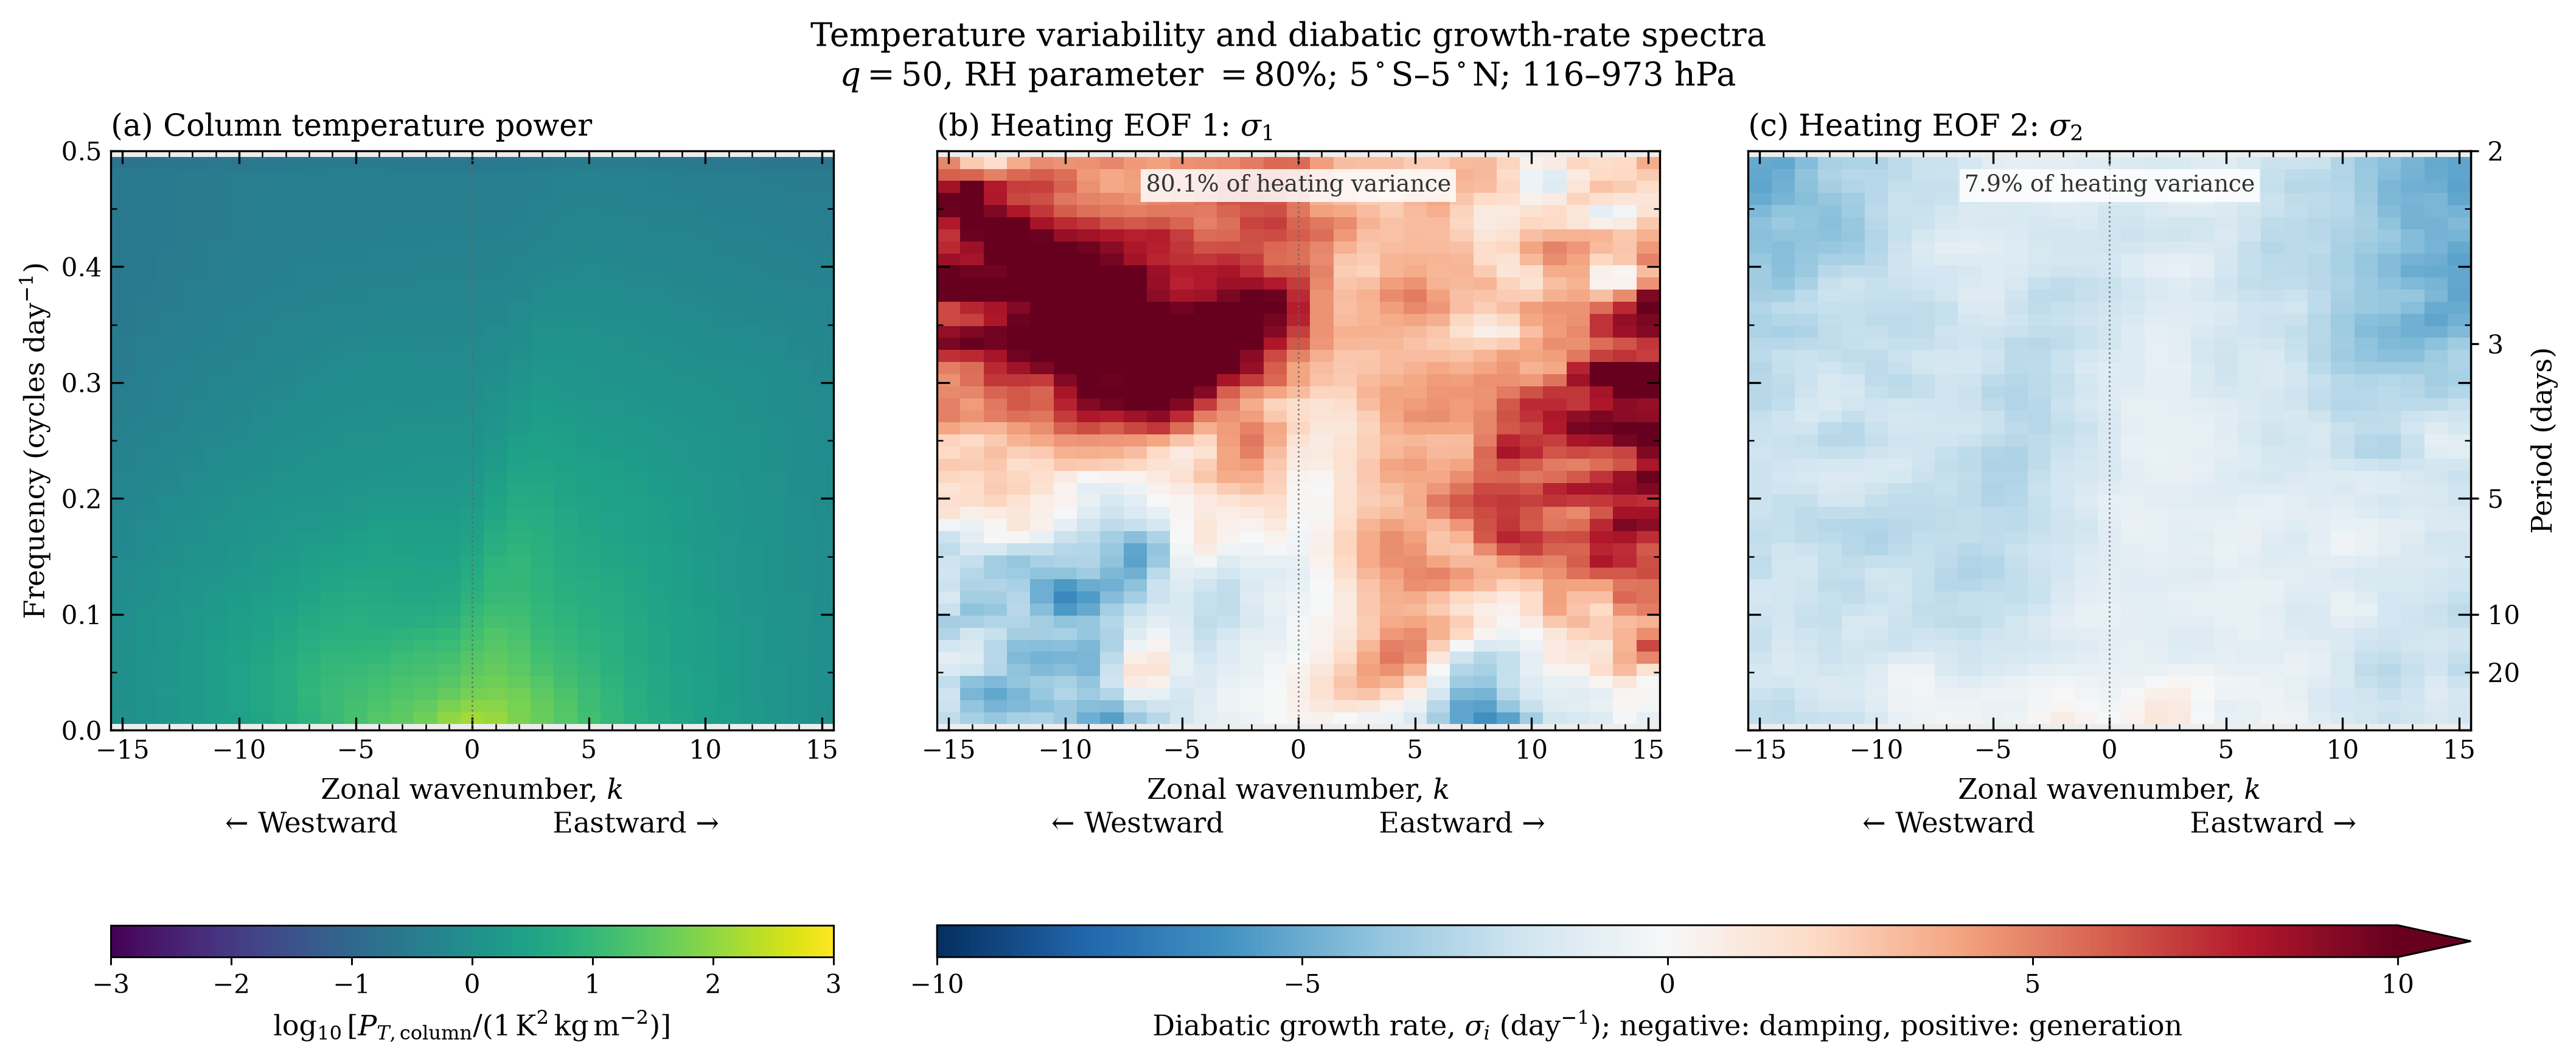 Temperature variability and diabatic growth-rate spectra
q = 50, RH parameter = 80%; 5°S–5°N; 116–973 hPa
(a) Column temperature power
(b) Heating EOF 1: σ₁
(c) Heating EOF 2: σ₂
80.1% of heating variance
7.9% of heating variance
Frequency (cycles day⁻¹)
0.5
0.4
0.3
0.2
0.1
0.0
2
3
5
10
20
Period (days)
−15 −10 −5 0 5 10 15
−15 −10 −5 0 5 10 15
−15 −10 −5 0 5 10 15
Zonal wavenumber, k
← Westward Eastward →
Zonal wavenumber, k
← Westward Eastward →
Zonal wavenumber, k
← Westward Eastward →
−3 −2 −1 0 1 2 3
log₁₀ [P_{T, column}/(1 K² kg m⁻²)]
−10 −5 0 5 10
Diabatic growth rate, σᵢ (day⁻¹); negative: damping, positive: generation